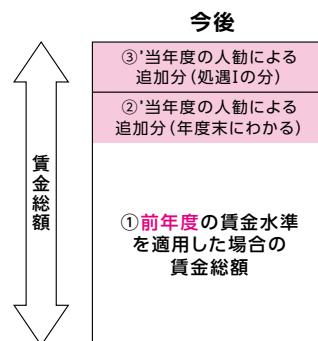 今後
③'当年度の人勧による
追加分(処遇Iの分)
②'当年度の人勧による
追加分(年度末にわかる)
賃金総額
①前年度の賃金水準
を適用した場合の
賃金総額